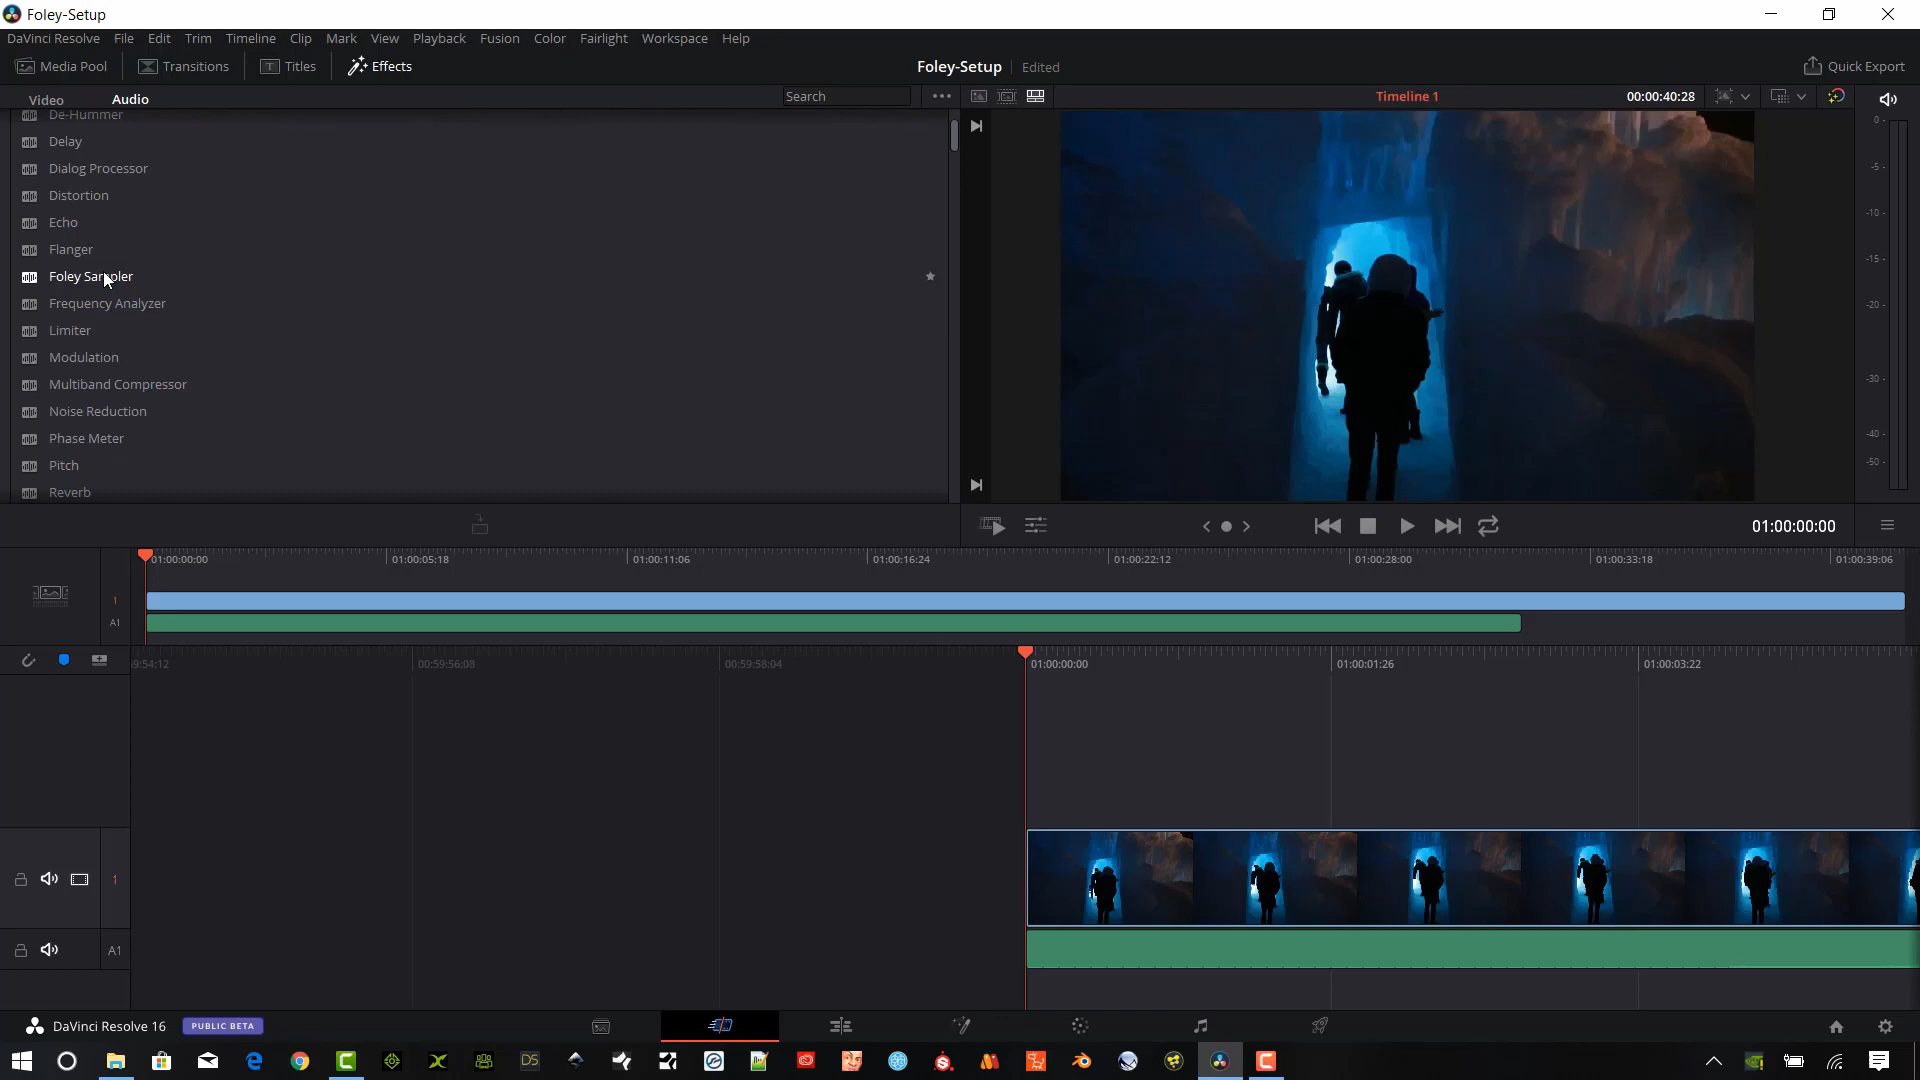 Foley-Setup
DaVinci Resolve File Edit Trim Timeline Clip Mark View Playback Fusion Color Fairlight Workspace Help
Media Pool Transitions Titles Effects Foley-Setup Edited Quick Export
Video Audio Search Timeline 1 00:00:40:28
De-Hummer
Delay
Dialog Processor
Distortion
Echo
Flanger
Foley Sampler
Frequency Analyzer
Limiter
Modulation
Multiband Compressor
Noise Reduction
Phase Meter
Pitch
Reverb
0
-5
-10
-15
-20
-30
-40
-50
01:00:00:00
01:00:00:00 01:00:05:18 01:00:11:06 01:00:16:24 01:00:22:12 01:00:28:00 01:00:33:18 01:00:39:06
1
A1
9:54:12 00:59:56:08 00:59:58:04 01:00:00:00 01:00:01:26 01:00:03:22
1
A1
DaVinci Resolve 16 PUBLIC BETA
DS